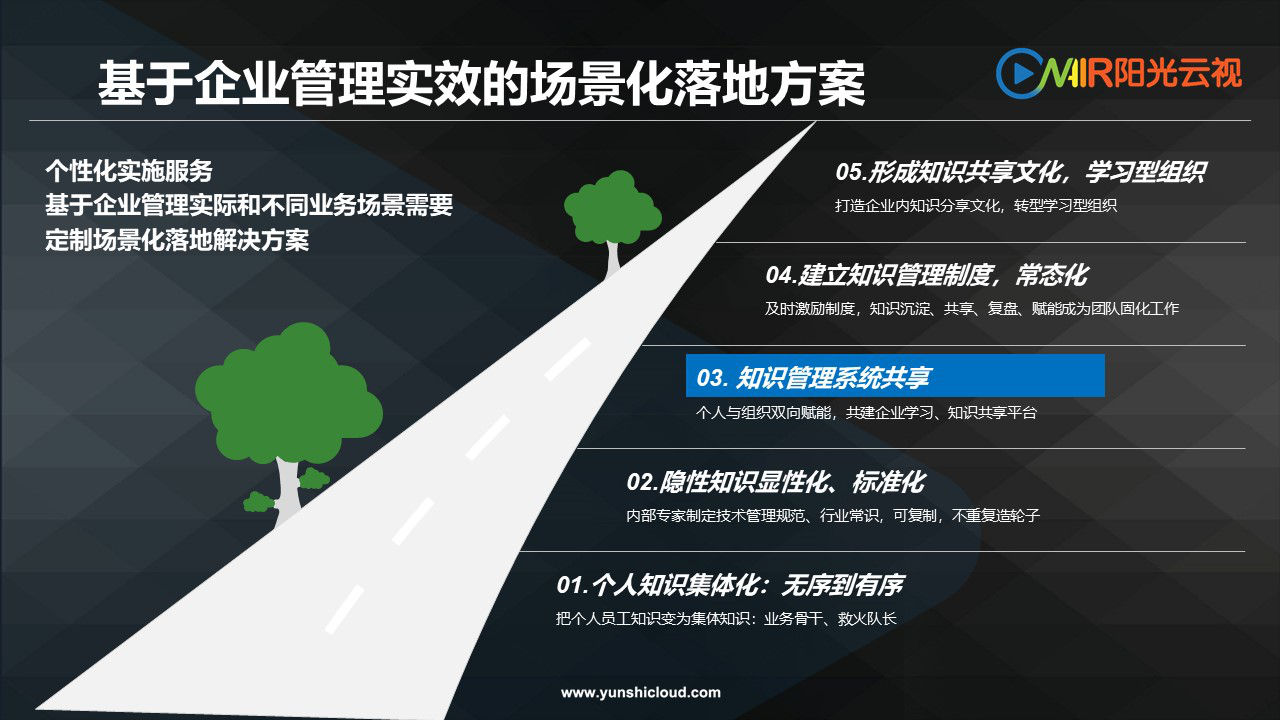 基于企业管理实效的场景化落地方案
MIR阳光云视
个性化实施服务
基于企业管理实际和不同业务场景需要
定制场景化落地解决方案
05.形成知识共享文化，学习型组织
打造企业内知识分享文化，转型学习型组织
04.建立知识管理制度，常态化
及时激励制度，知识沉淀、共享、复盘、赋能成为团队固化工作
03. 知识管理系统共享
个人与组织双向赋能，共建企业学习、知识共享平台
02.隐性知识显性化、标准化
内部专家制定技术管理规范、行业常识，可复制，不重复造轮子
01.个人知识集体化：无序到有序
把个人员工知识变为集体知识：业务骨干、救火队长
www.yunshicloud.com